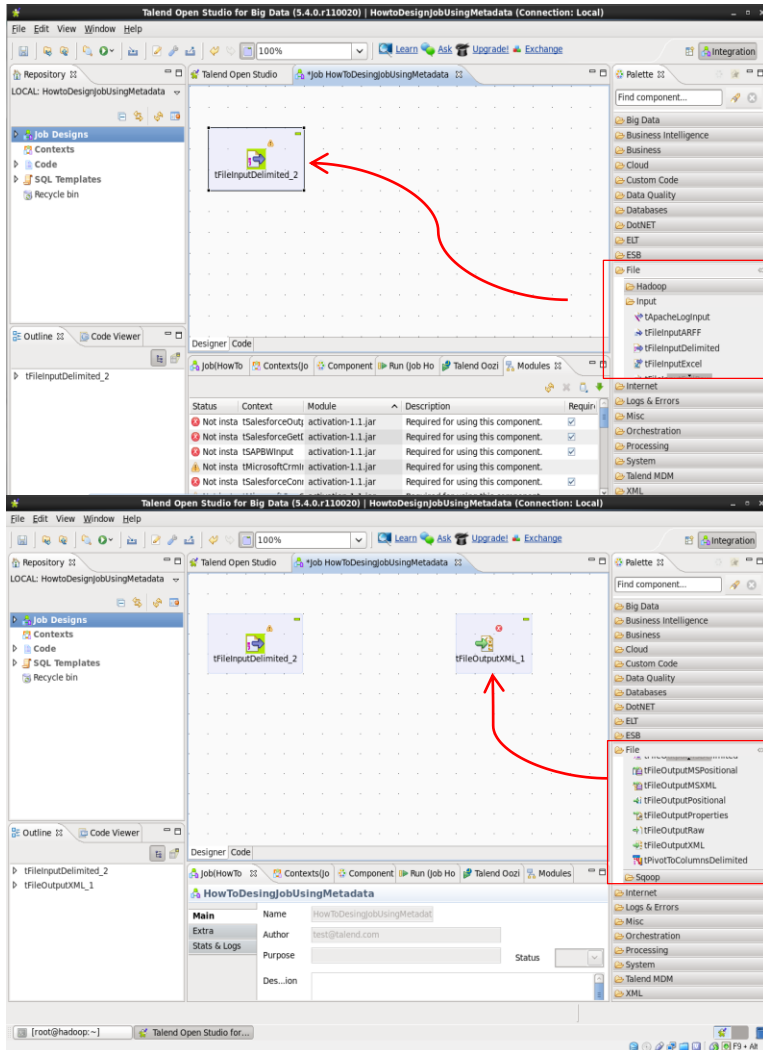 Talend Open Studio for Big Data (5.4.0.r110020) | HowtoDesignJobUsingMetadata (Connection: Local)
File Edit View Window Help
100% Learn Ask Upgrade! Exchange Integration
Repository Talend Open Studio *Job HowToDesingJobUsingMetadata Palette
LOCAL: HowtoDesignJobUsingMetadata
Find component...
Job Designs
Contexts
Code
SQL Templates
Recycle bin
tFileInputDelimited_2
Big Data
Business Intelligence
Business
Cloud
Custom Code
Data Quality
Databases
DotNET
ELT
ESB
File
Hadoop
Input
tApacheLogInput
tFileInputARFF
tFileInputDelimited
tFileInputExcel
Internet
Logs & Errors
Misc
Orchestration
Processing
System
Talend MDM
XML
Outline Code Viewer
tFileInputDelimited_2
Designer Code
Job(HowTo Contexts(Jo Component Run (Job Ho Talend Oozi Modules
Status Context Module Description Requir
Not insta tSalesforceOutp activation-1.1.jar Required for using this component.
Not insta tSalesforceGetD activation-1.1.jar Required for using this component.
Not insta tSAPBWInput activation-1.1.jar Required for using this component.
Not insta tMicrosoftCrmIn activation-1.1.jar Required for using this component.
Not insta tSalesforceConn activation-1.1.jar Required for using this component.
Talend Open Studio for Big Data (5.4.0.r110020) | HowtoDesignJobUsingMetadata (Connection: Local)
File Edit View Window Help
100% Learn Ask Upgrade! Exchange Integration
Repository Talend Open Studio *Job HowToDesingJobUsingMetadata Palette
LOCAL: HowtoDesignJobUsingMetadata
Find component...
Job Designs
Contexts
Code
SQL Templates
Recycle bin
tFileInputDelimited_2 tFileOutputXML_1
Big Data
Business Intelligence
Business
Cloud
Custom Code
Data Quality
Databases
DotNET
ELT
ESB
File
tFileOutputMSPositional
tFileOutputMSXML
tFileOutputPositional
tFileOutputProperties
tFileOutputRaw
tFileOutputXML
tPivotToColumnsDelimited
Sqoop
Internet
Logs & Errors
Misc
Orchestration
Processing
System
Talend MDM
XML
Outline Code Viewer
tFileInputDelimited_2
tFileOutputXML_1
Designer Code
Job(HowTo Contexts(Jo Component Run (Job Ho Talend Oozi Modules
HowToDesingJobUsingMetadata
Main
Extra
Stats & Logs
Name HowToDesingJobUsingMetadat
Author test@talend.com
Purpose Status
Des...ion
[root@hadoop:~] Talend Open Studio for...
F9 • Alt